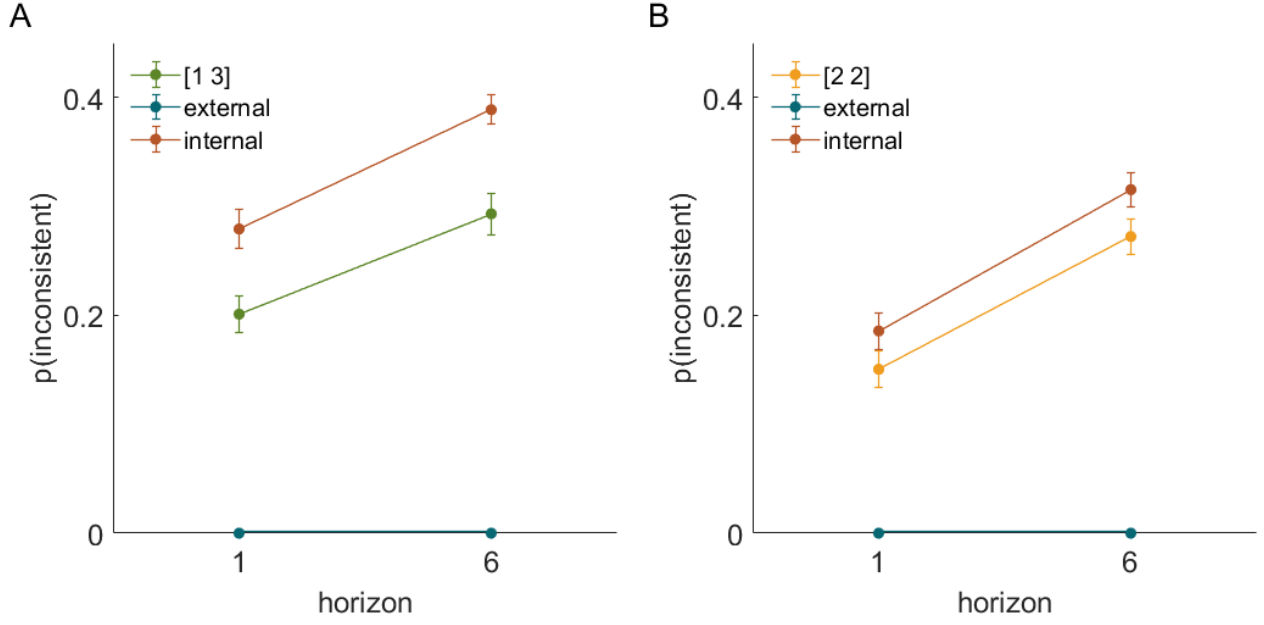 A
[1 3]
external
internal
0.4
0.2
0
p(inconsistent)
1
6
horizon
B
[2 2]
external
internal
0.4
0.2
0
p(inconsistent)
1
6
horizon